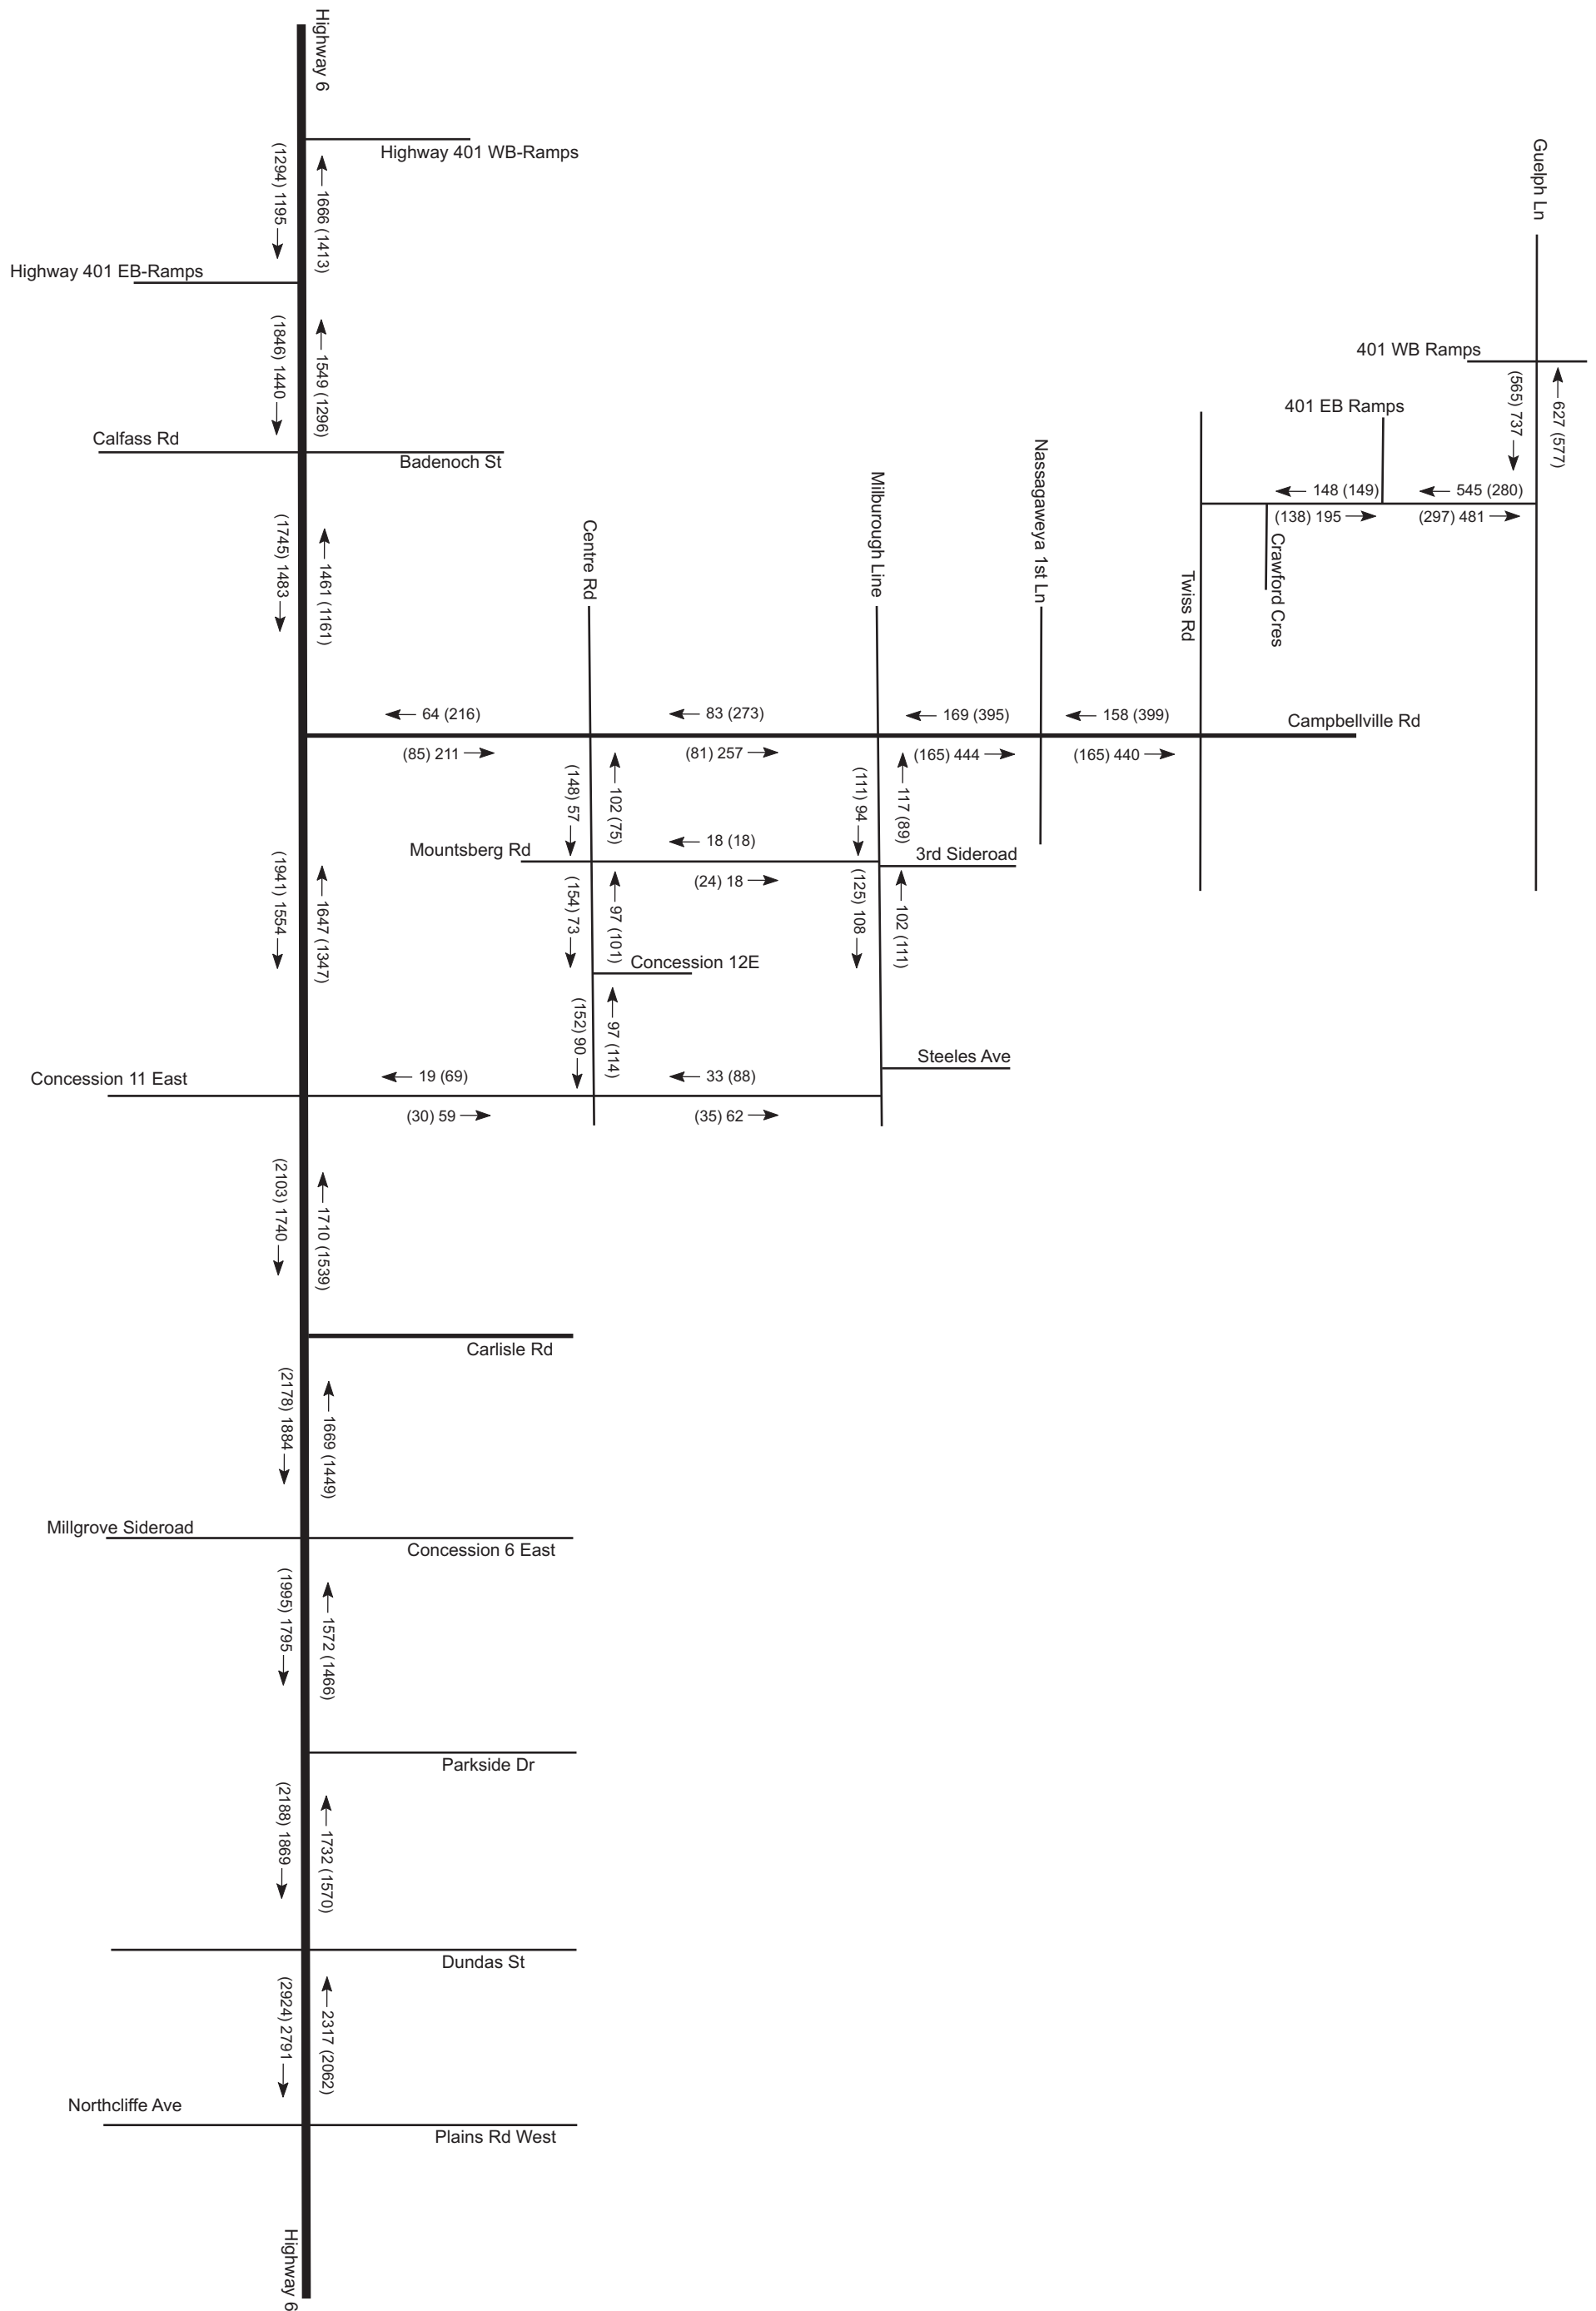 Highway 6
Highway 401 WB-Ramps
(1294) 1195
1666 (1413)
Highway 401 EB-Ramps
(1846) 1440
1549 (1296)
Calfass Rd
Badenoch St
(1745) 1483
1461 (1161)
Guelph Ln
401 WB Ramps
(565) 737
627 (577)
401 EB Ramps
148 (149)
545 (280)
(138) 195
(297) 481
Crawford Cres
Twiss Rd
Nassagaweya 1st Ln
Milburough Line
Centre Rd
64 (216)
83 (273)
169 (395)
158 (399)
Campbellville Rd
(85) 211
(81) 257
(165) 444
(165) 440
(148) 57
102 (75)
(111) 94
117 (89)
Mountsberg Rd
18 (18)
3rd Sideroad
(24) 18
(1941) 1554
1647 (1347)
(154) 73
97 (101)
(125) 108
102 (111)
Concession 12E
(152) 90
97 (114)
Steeles Ave
Concession 11 East
19 (69)
33 (88)
(30) 59
(35) 62
(2103) 1740
1710 (1539)
Carlisle Rd
(2178) 1884
1669 (1449)
Millgrove Sideroad
Concession 6 East
(1995) 1795
1572 (1466)
Parkside Dr
(2188) 1869
1732 (1570)
Dundas St
(2924) 2791
2317 (2062)
Northcliffe Ave
Plains Rd West
Highway 6